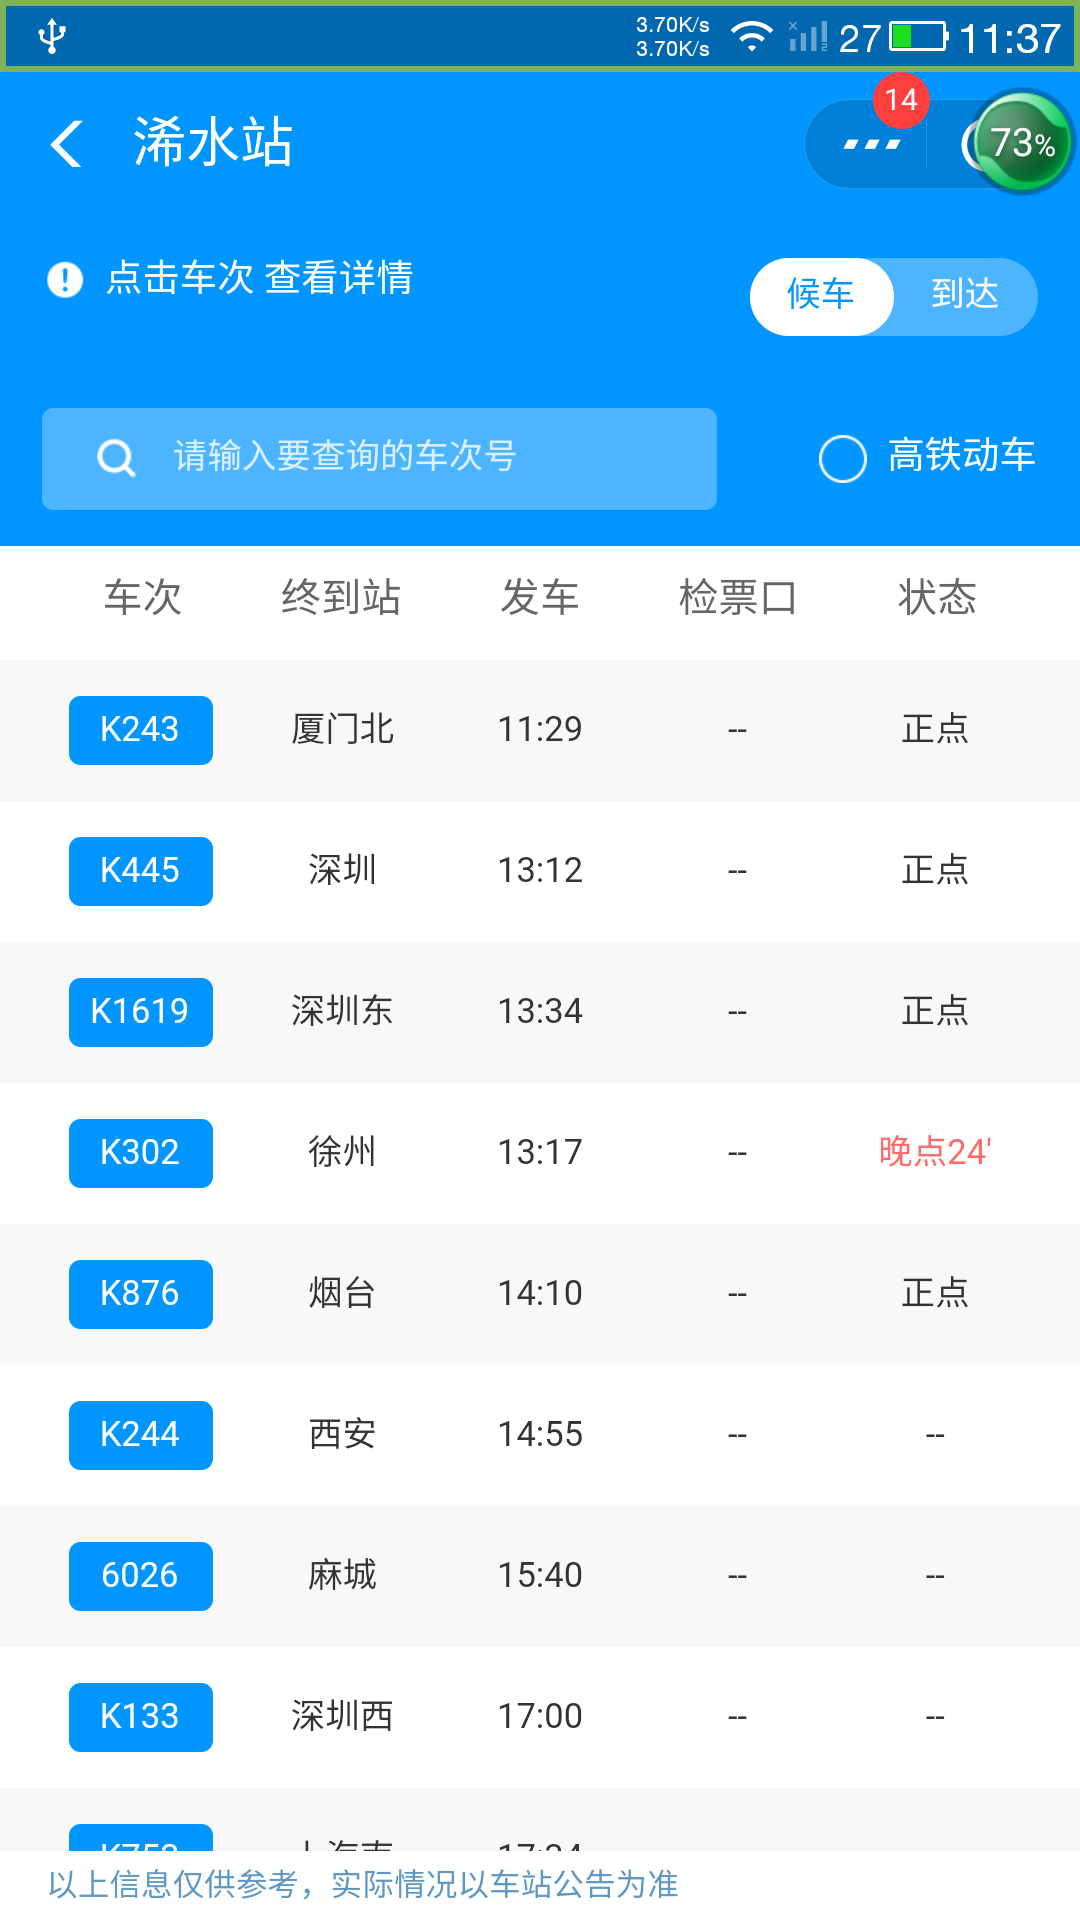 3.70K/s
3.70K/s
27
11:37
浠水站
14
73%
点击车次 查看详情
候车
到达
请输入要查询的车次号
高铁动车
车次 终到站 发车 检票口 状态
K243 厦门北 11:29 -- 正点
K445 深圳 13:12 -- 正点
K1619 深圳东 13:34 -- 正点
K302 徐州 13:17 -- 晚点24'
K876 烟台 14:10 -- 正点
K244 西安 14:55 -- --
6026 麻城 15:40 -- --
K133 深圳西 17:00 -- --
以上信息仅供参考，实际情况以车站公告为准